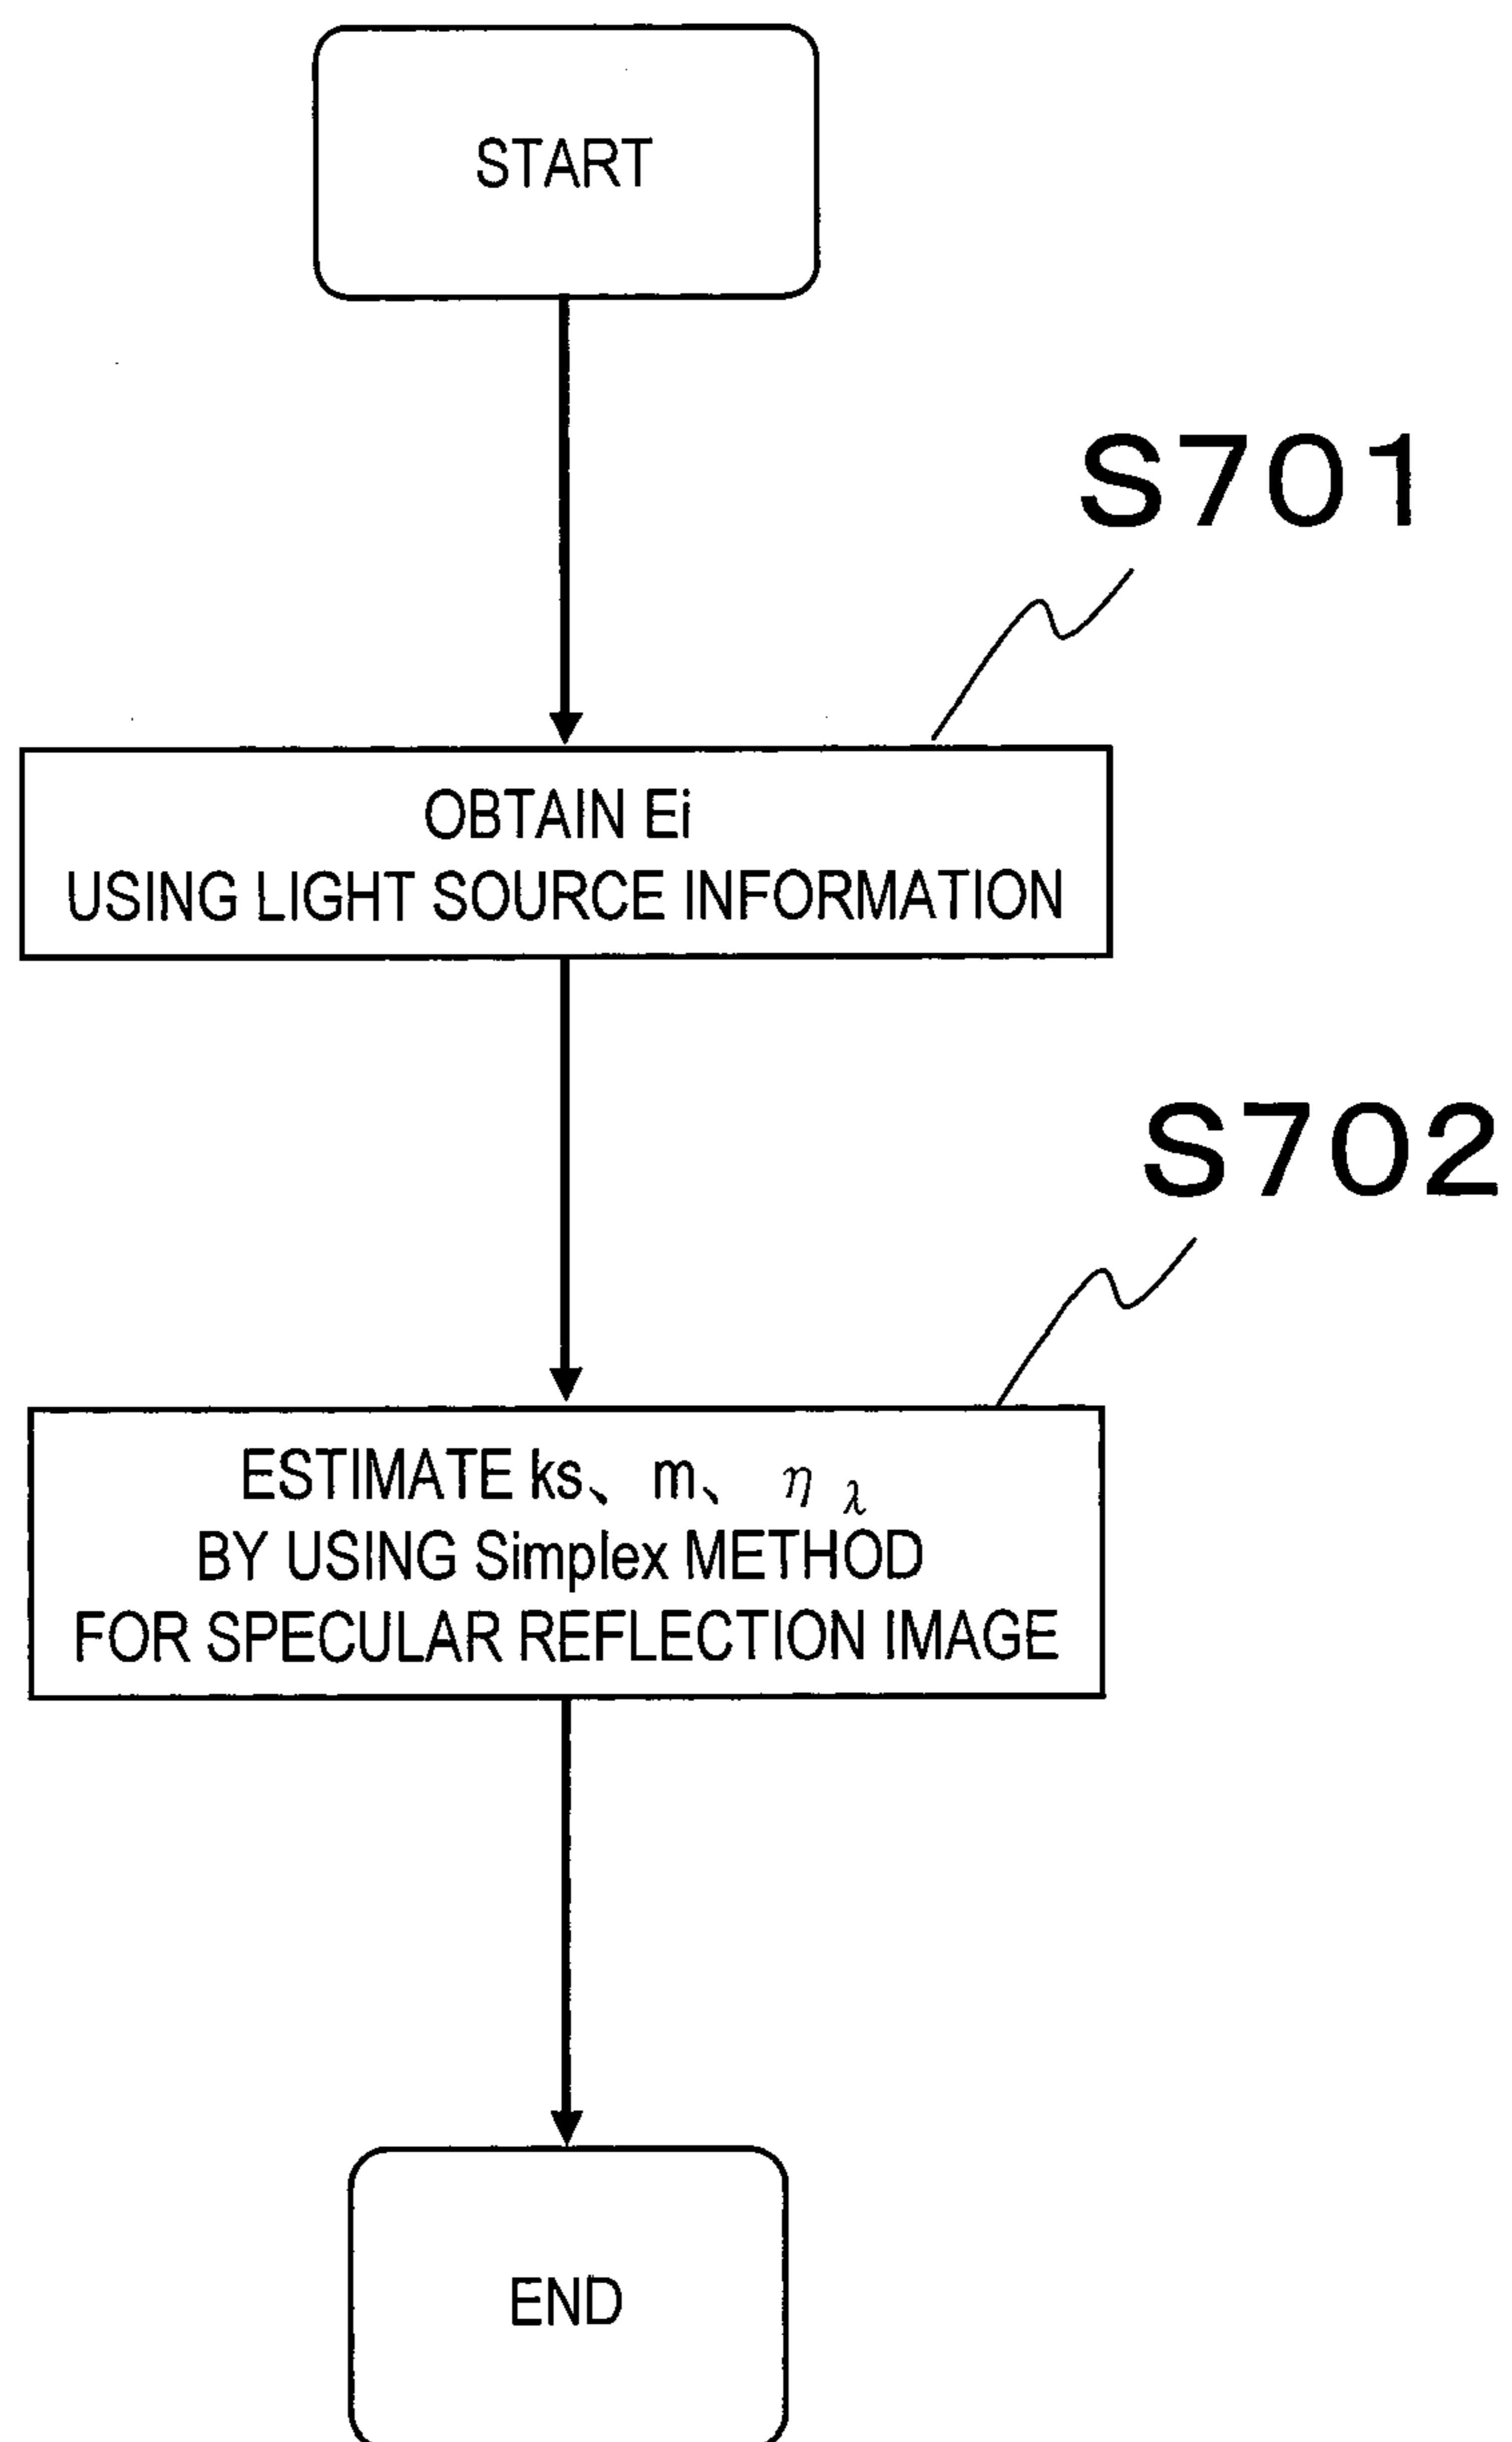 START
S701
OBTAIN Ei
USING LIGHT SOURCE INFORMATION
S702
ESTIMATE ks、 m、 η λ
BY USING Simplex METHOD
FOR SPECULAR REFLECTION IMAGE
END